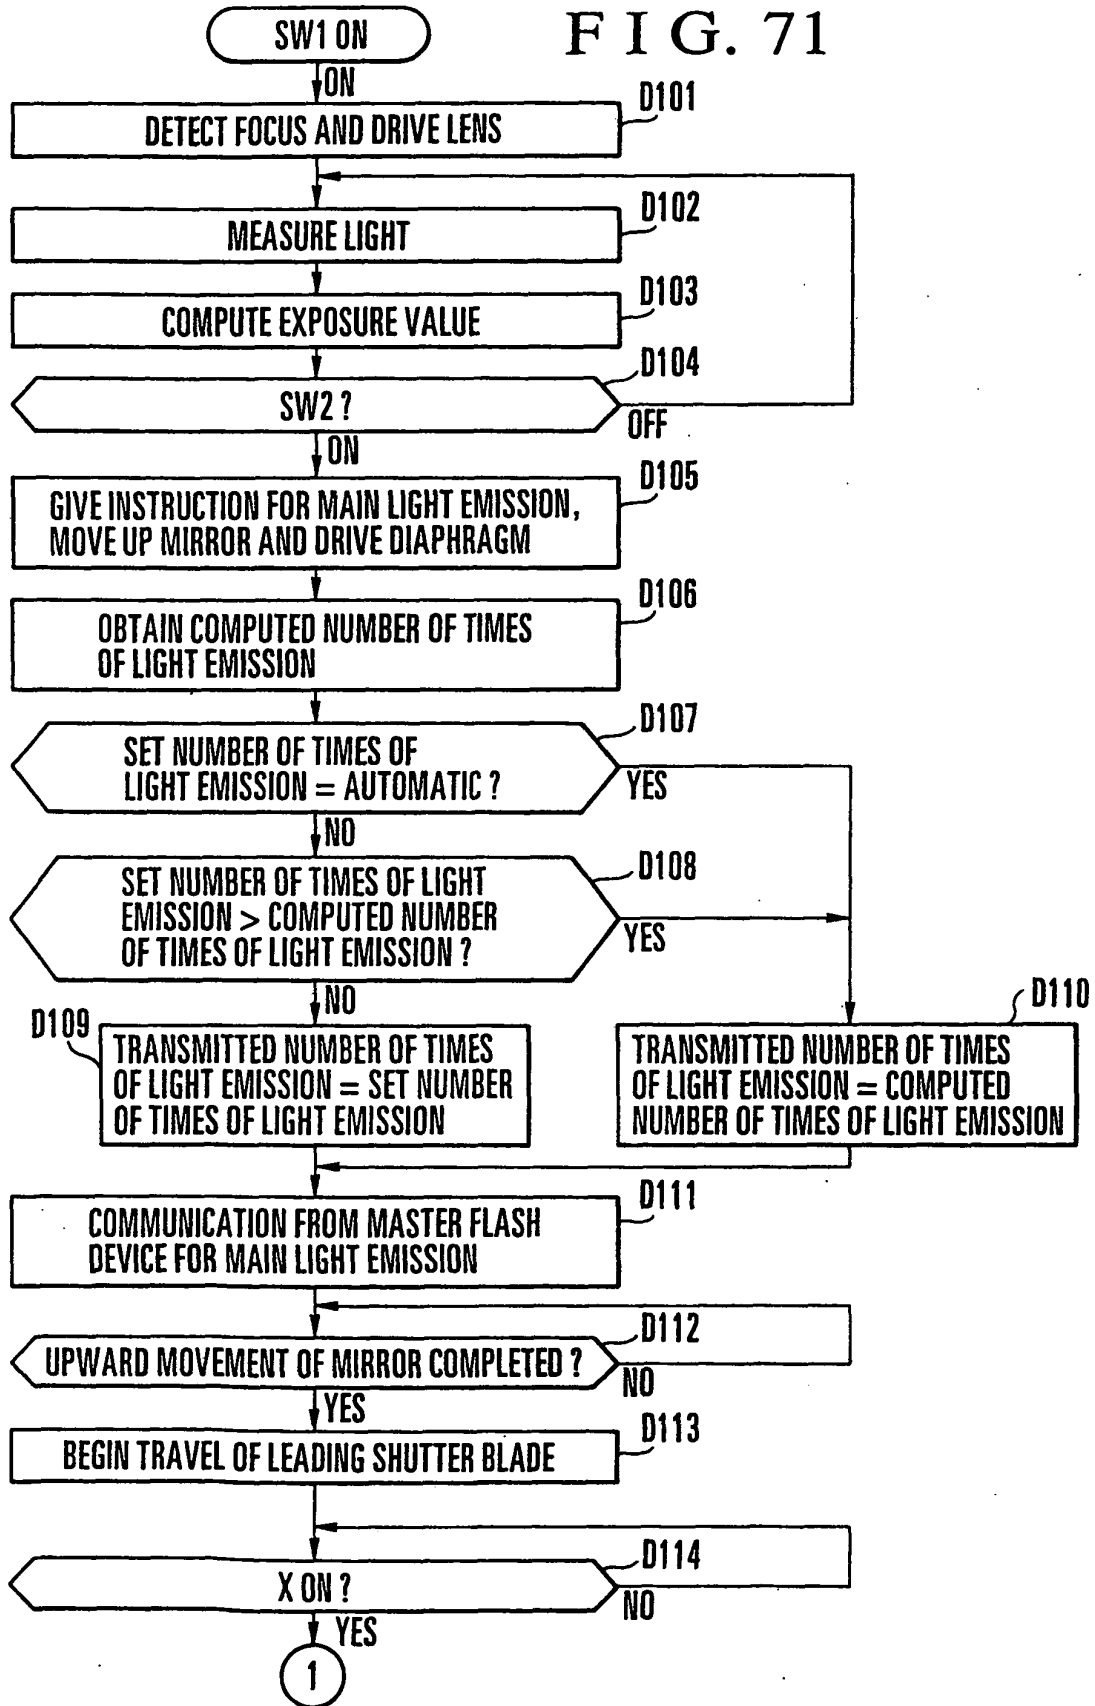 SW1 ON
F I G. 71
ON
D101
DETECT FOCUS AND DRIVE LENS
D102
MEASURE LIGHT
D103
COMPUTE EXPOSURE VALUE
D104
SW2 ?
OFF
ON
D105
GIVE INSTRUCTION FOR MAIN LIGHT EMISSION,
MOVE UP MIRROR AND DRIVE DIAPHRAGM
D106
OBTAIN COMPUTED NUMBER OF TIMES
OF LIGHT EMISSION
D107
SET NUMBER OF TIMES OF
LIGHT EMISSION = AUTOMATIC ?
YES
NO
D108
SET NUMBER OF TIMES OF LIGHT
EMISSION > COMPUTED NUMBER
OF TIMES OF LIGHT EMISSION ?
YES
NO
D109
TRANSMITTED NUMBER OF TIMES
OF LIGHT EMISSION = SET NUMBER
OF TIMES OF LIGHT EMISSION
D110
TRANSMITTED NUMBER OF TIMES
OF LIGHT EMISSION = COMPUTED
NUMBER OF TIMES OF LIGHT EMISSION
D111
COMMUNICATION FROM MASTER FLASH
DEVICE FOR MAIN LIGHT EMISSION
D112
UPWARD MOVEMENT OF MIRROR COMPLETED ?
NO
YES
D113
BEGIN TRAVEL OF LEADING SHUTTER BLADE
D114
X ON ?
NO
YES
1